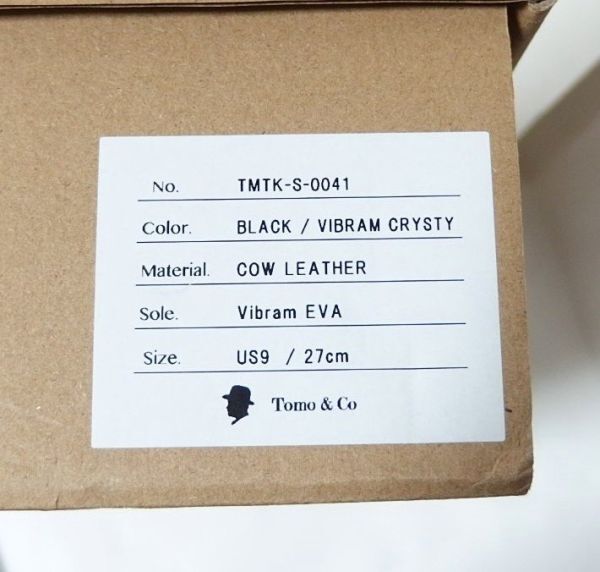 No. TMTK-S-0041
Color. BLACK / VIBRAM CRYSTY
Material. COW LEATHER
Sole. Vibram EVA
Size. US9 / 27cm
Tomo & Co